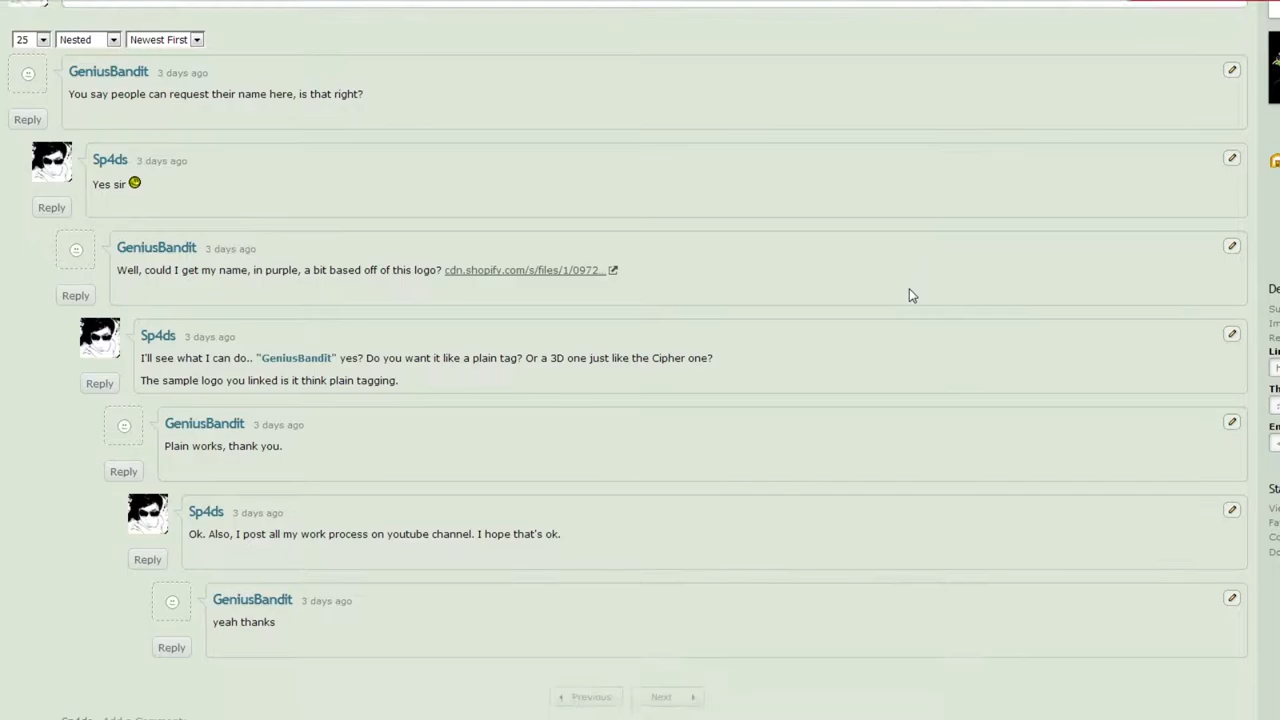 25 Nested Newest First
GeniusBandit 3 days ago
You say people can request their name here, is that right?
Reply
Sp4ds 3 days ago
Yes sir
Reply
GeniusBandit 3 days ago
Well, could I get my name, in purple, a bit based off of this logo? cdn.shopify.com/s/files/1/0972...
Reply
Sp4ds 3 days ago
I'll see what I can do.. "GeniusBandit" yes? Do you want it like a plain tag? Or a 3D one just like the Cipher one?
The sample logo you linked is it think plain tagging.
Reply
GeniusBandit 3 days ago
Plain works, thank you.
Reply
Sp4ds 3 days ago
Ok. Also, I post all my work process on youtube channel. I hope that's ok.
Reply
GeniusBandit 3 days ago
yeah thanks
Reply
Previous Next